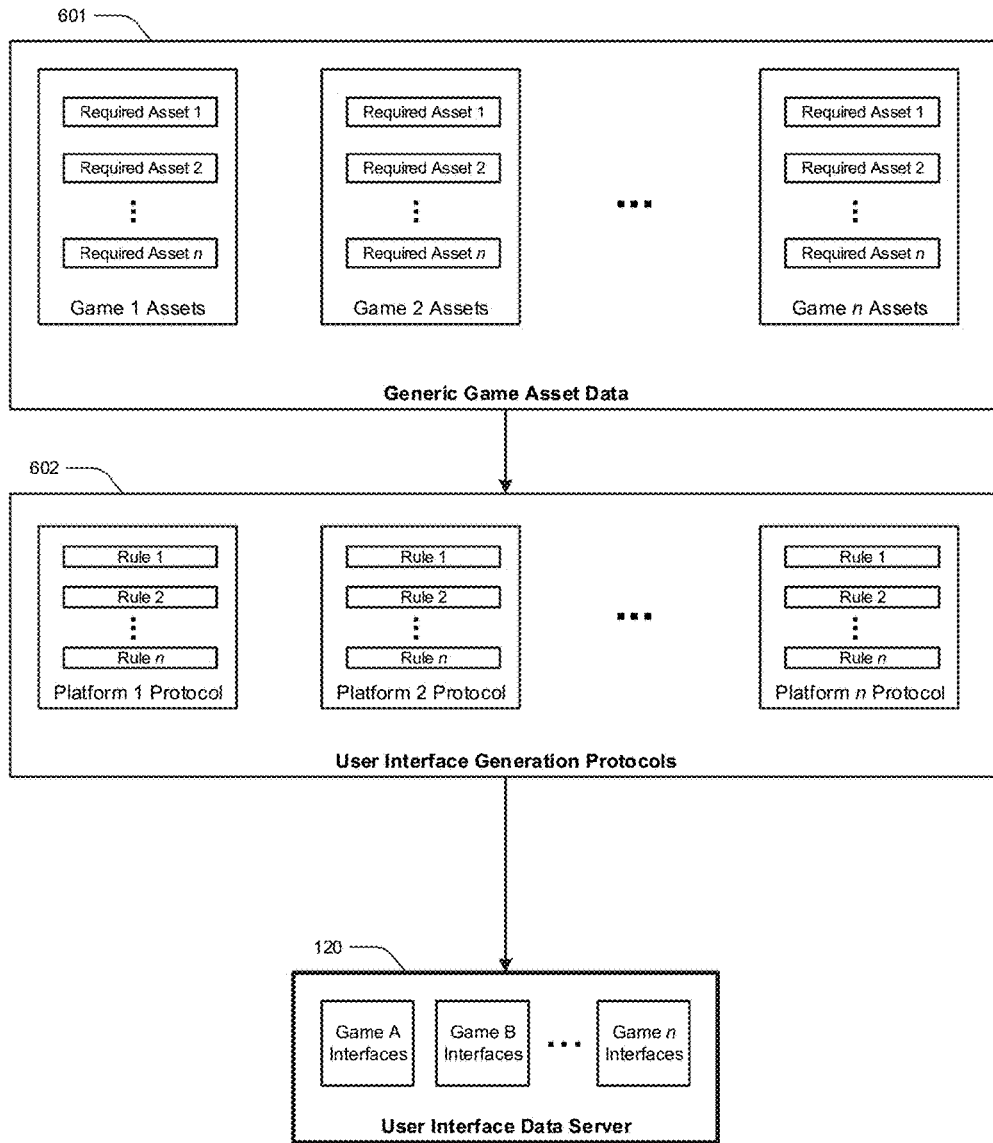 601
Required Asset 1
Required Asset 2
Required Asset n
Game 1 Assets
Required Asset 1
Required Asset 2
Required Asset n
Game 2 Assets
Required Asset 1
Required Asset 2
Required Asset n
Game n Assets
Generic Game Asset Data
602
Rule 1
Rule 2
Rule n
Platform 1 Protocol
Rule 1
Rule 2
Rule n
Platform 2 Protocol
Rule 1
Rule 2
Rule n
Platform n Protocol
User Interface Generation Protocols
120
Game A
Interfaces
Game B
Interfaces
Game n
Interfaces
User Interface Data Server